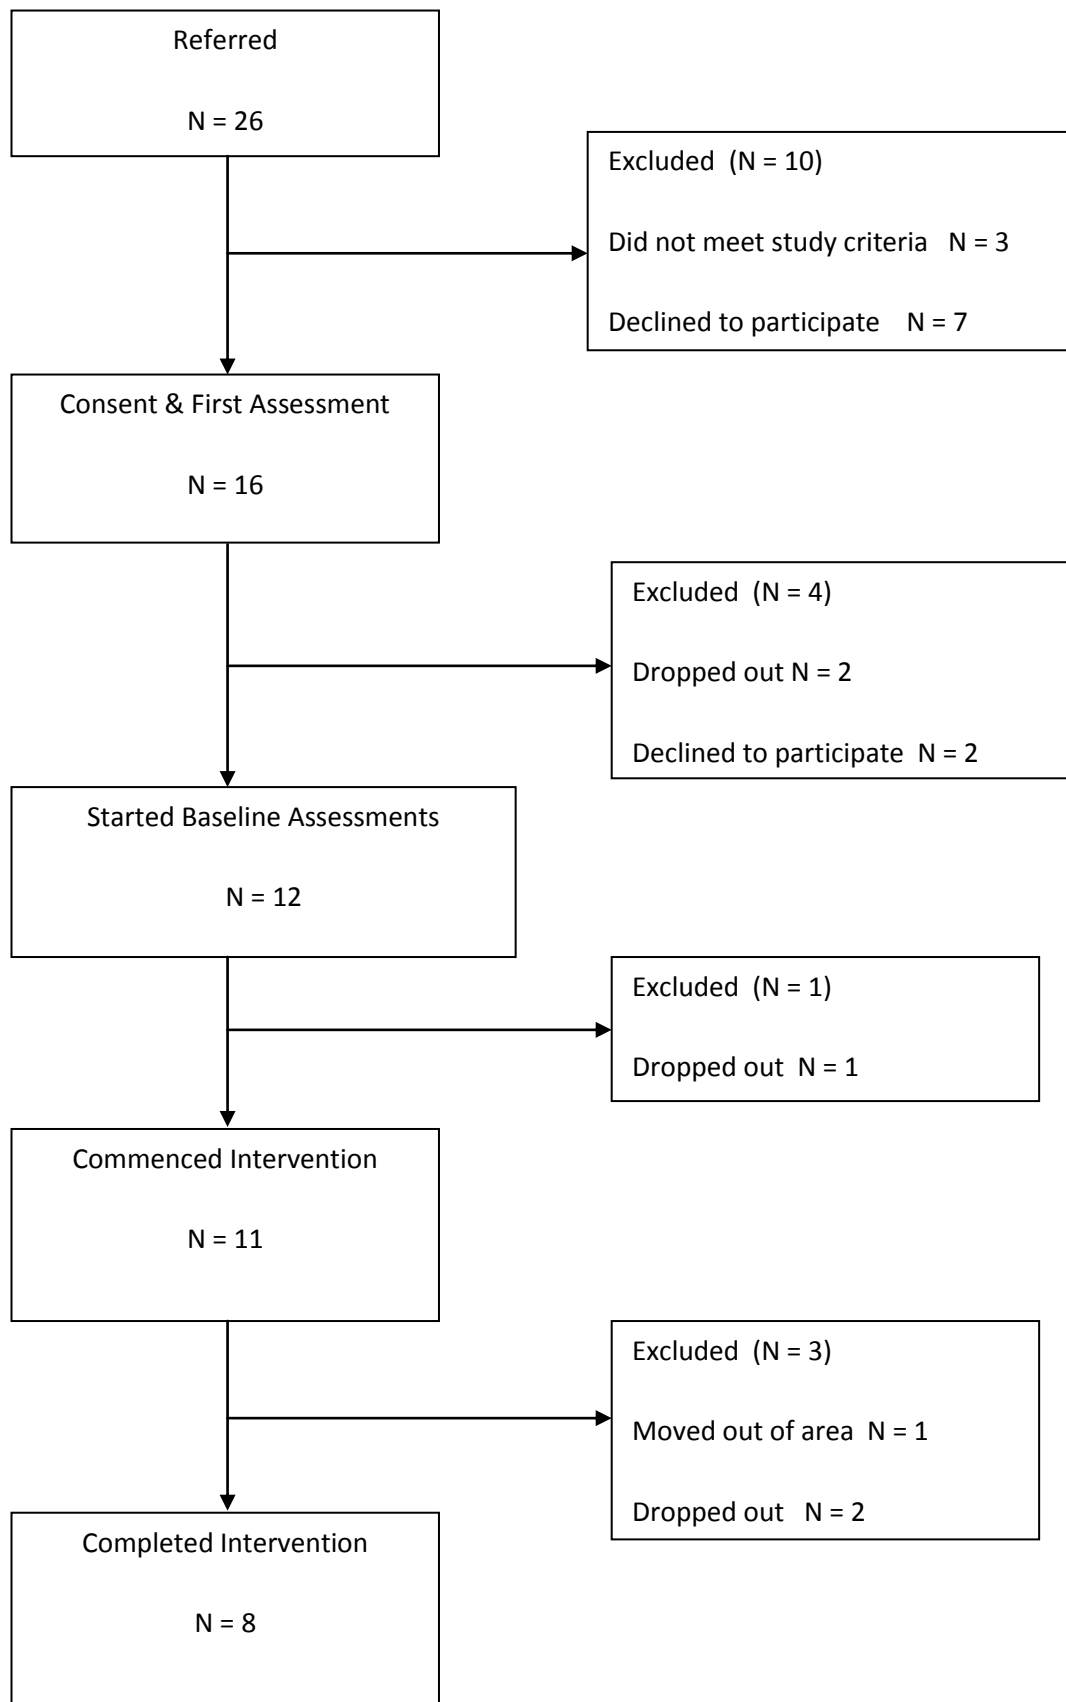 Referred
N = 26
Excluded  (N = 10)
Did not meet study criteria   N = 3
Declined to participate    N = 7
Consent & First Assessment
N = 16
Excluded  (N = 4)
Dropped out N = 2
Declined to participate  N = 2
Started Baseline Assessments
N = 12
Excluded  (N = 1)
Dropped out  N = 1
Commenced Intervention
N = 11
Excluded  (N = 3)
Moved out of area  N = 1
Dropped out   N = 2
Completed Intervention
N = 8